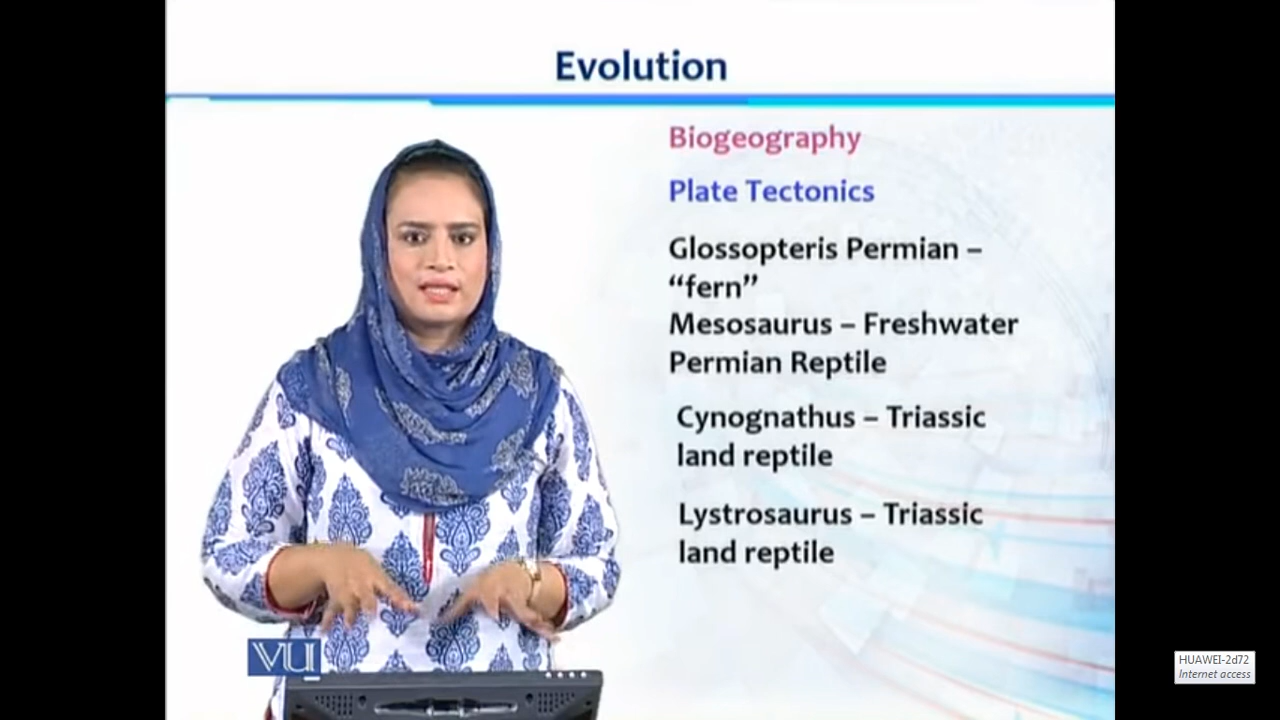 Evolution
Biogeography
Plate Tectonics
Glossopteris Permian –
“fern”
Mesosaurus – Freshwater
Permian Reptile
Cynognathus – Triassic
land reptile
Lystrosaurus – Triassic
land reptile
VU
HUAWEI-2d72
Internet access